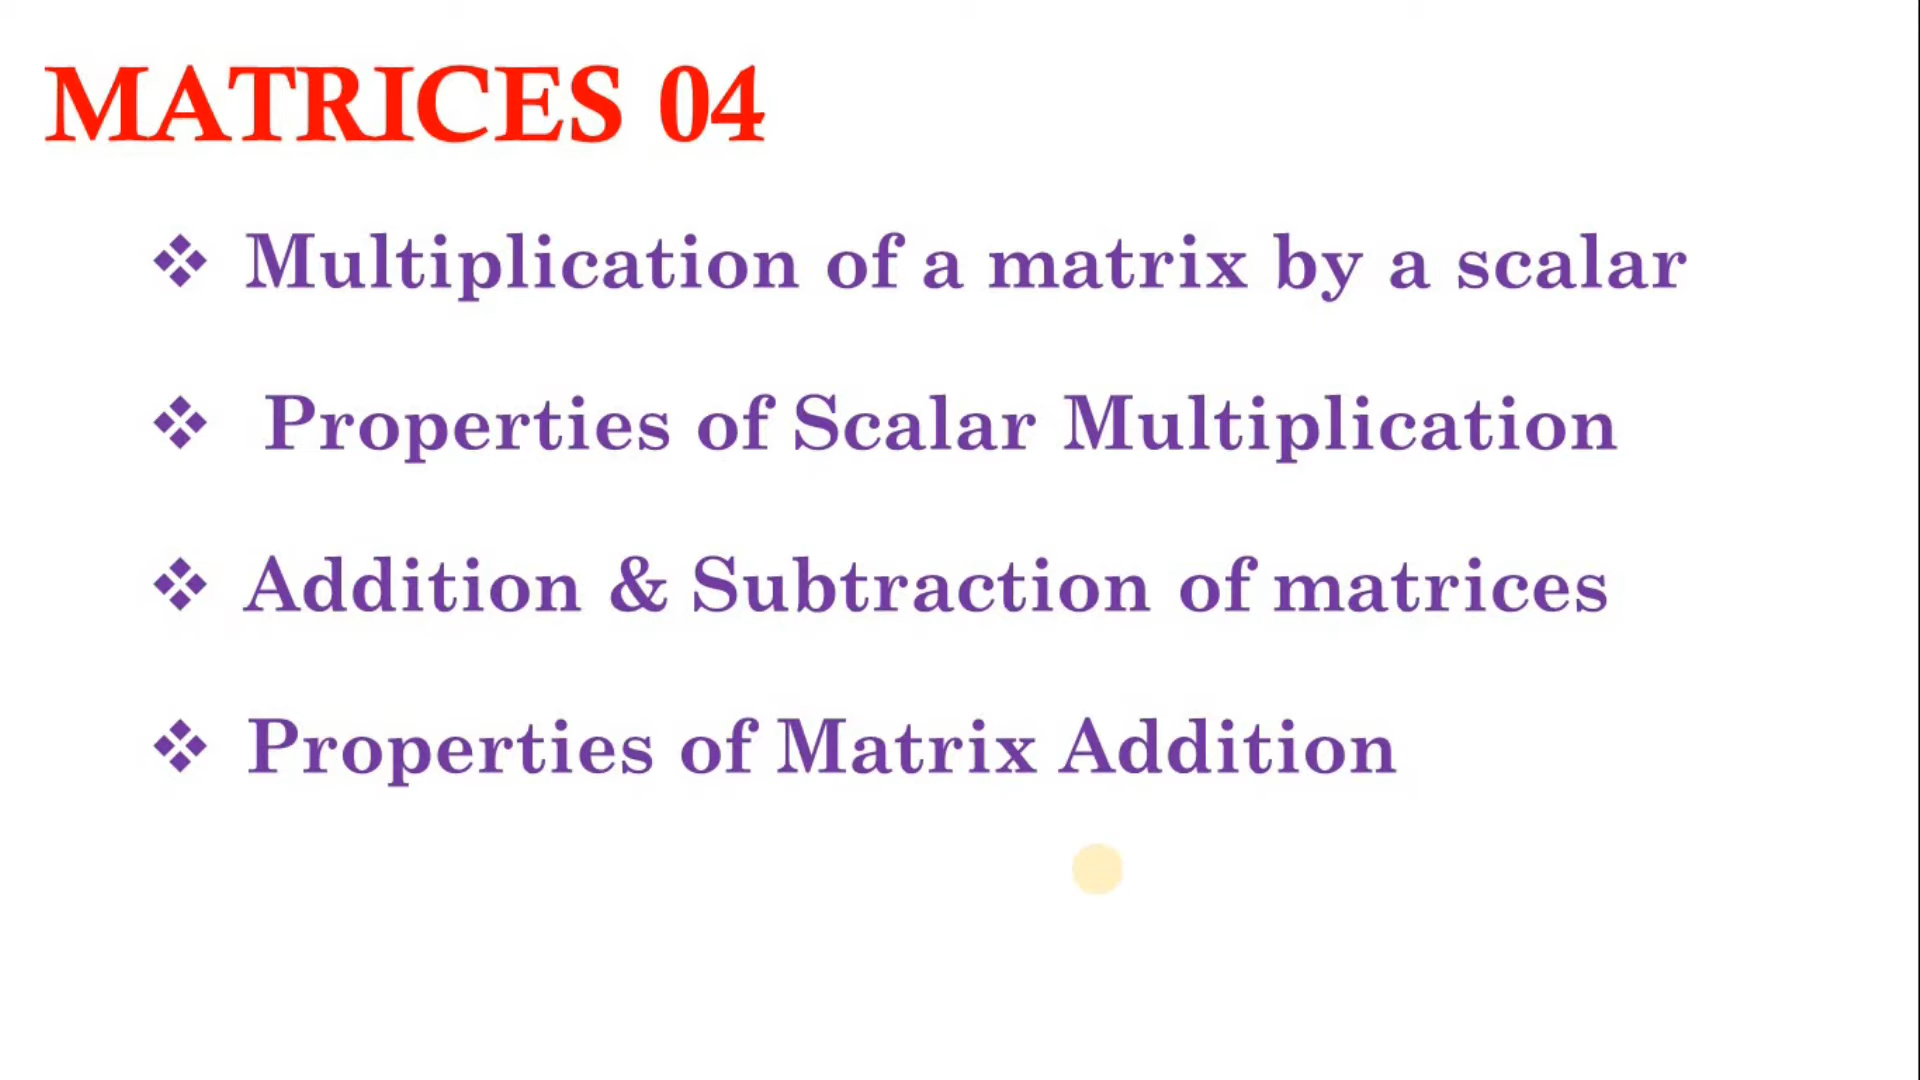 MATRICES 04
❖ Multiplication of a matrix by a scalar
❖ Properties of Scalar Multiplication
❖ Addition & Subtraction of matrices
❖ Properties of Matrix Addition